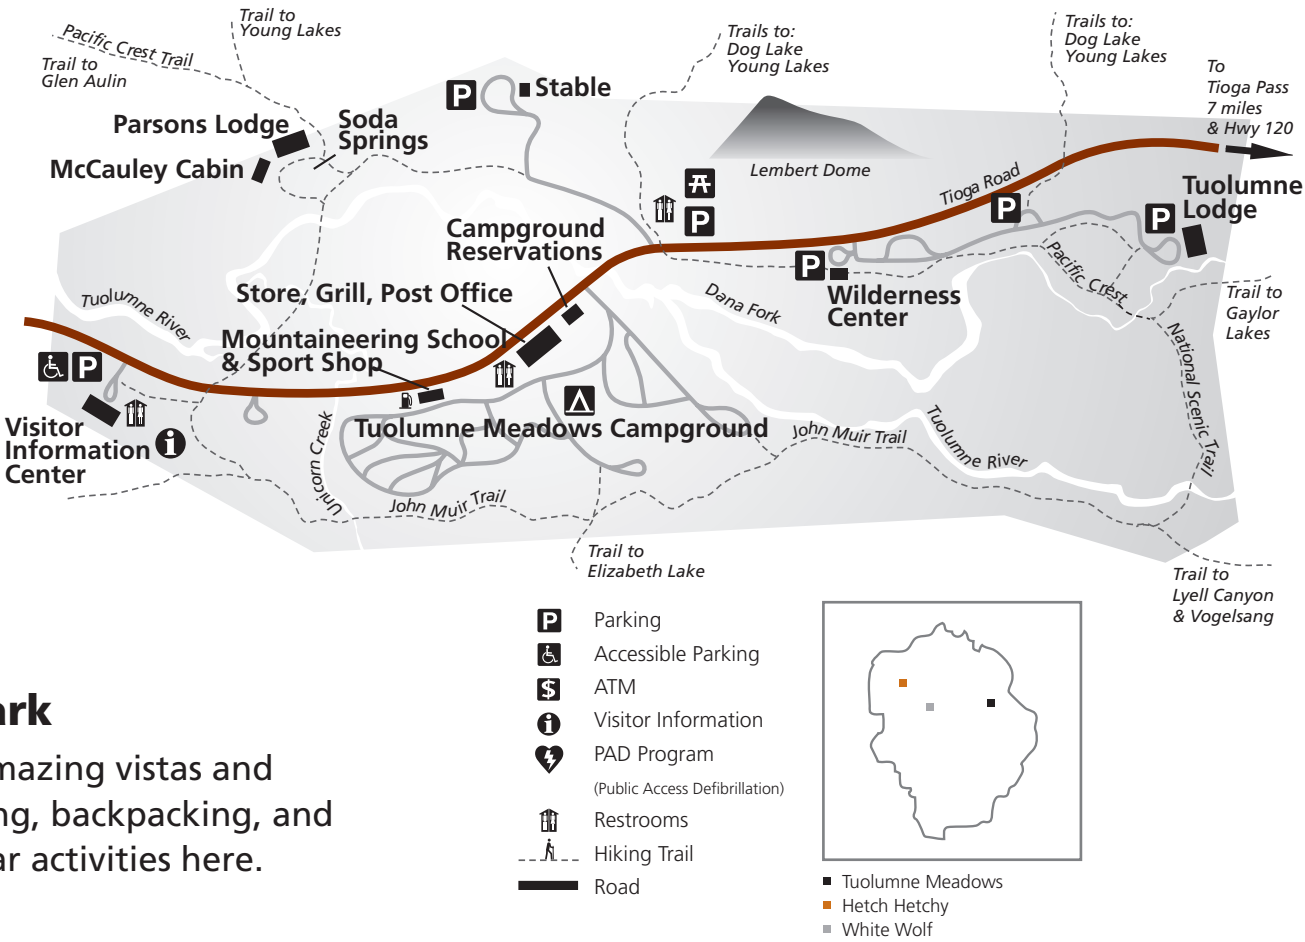 Trail to
Young Lakes
Pacific Crest Trail
Trail to
Glen Aulin
Trails to:
Dog Lake
Young Lakes
Trails to:
Dog Lake
Young Lakes
To
Tioga Pass
7 miles
& Hwy 120
P
Stable
Parsons Lodge
Soda
Springs
McCauley Cabin
Lembert Dome
Tioga Road
P
P
P
Tuolumne
Lodge
Campground
Reservations
P
Pacific Crest
Wilderness
Center
Dana Fork
Trail to
Gaylor
Lakes
Store, Grill, Post Office
Tuolumne River
Mountaineering School
& Sport Shop
National Scenic Trail
P
Visitor
Information
Center
i
Unicorn Creek
Tuolumne Meadows Campground
John Muir Trail
Tuolumne River
John Muir Trail
Trail to
Elizabeth Lake
Trail to
Lyell Canyon
& Vogelsang
P Parking
Accessible Parking
$ ATM
i Visitor Information
PAD Program
(Public Access Defibrillation)
Restrooms
Hiking Trail
Road
Tuolumne Meadows
Hetch Hetchy
White Wolf
ark
mazing vistas and
ng, backpacking, and
ar activities here.